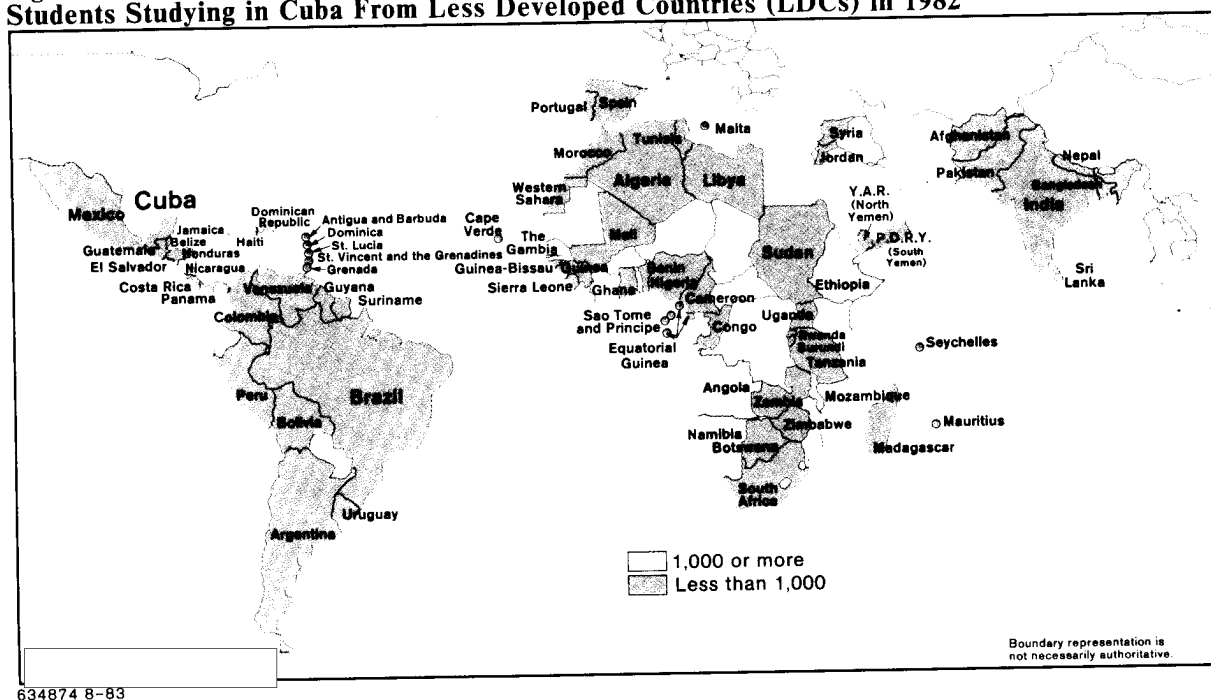 Students Studying in Cuba From Less Developed Countries (LDCs) in 1982
Portugal
Spain
Malta
Tunisia
Morocco
Algeria
Libya
Western
Sahara
Syria
Jordan
Afghanistan
Pakistan
Nepal
Bangladesh
India
Mexico
Cuba
Jamaica
Belize
Haiti
Dominican
Republic
Antigua and Barbuda
Dominica
St. Lucia
St. Vincent and the Grenadines
Grenada
Guatemala
Honduras
El Salvador
Nicaragua
Costa Rica
Panama
Venezuela
Guyana
Suriname
Colombia
Cape
Verde
The
Gambia
Guinea-Bissau
Guinea
Sierra Leone
Mali
Ghana
Benin
Nigeria
Cameroon
Sao Tome
and Principe
Equatorial
Guinea
Congo
Sudan
Y.A.R.
(North
Yemen)
P.D.R.Y.
(South
Yemen)
Ethiopia
Uganda
Rwanda
Burundi
Tanzania
Sri
Lanka
Seychelles
Peru
Brazil
Bolivia
Angola
Zambia
Mozambique
Zimbabwe
Mauritius
Namibia
Botswana
Madagascar
South
Africa
Uruguay
Argentina
1,000 or more
Less than 1,000
Boundary representation is
not necessarily authoritative.
634874 8-83